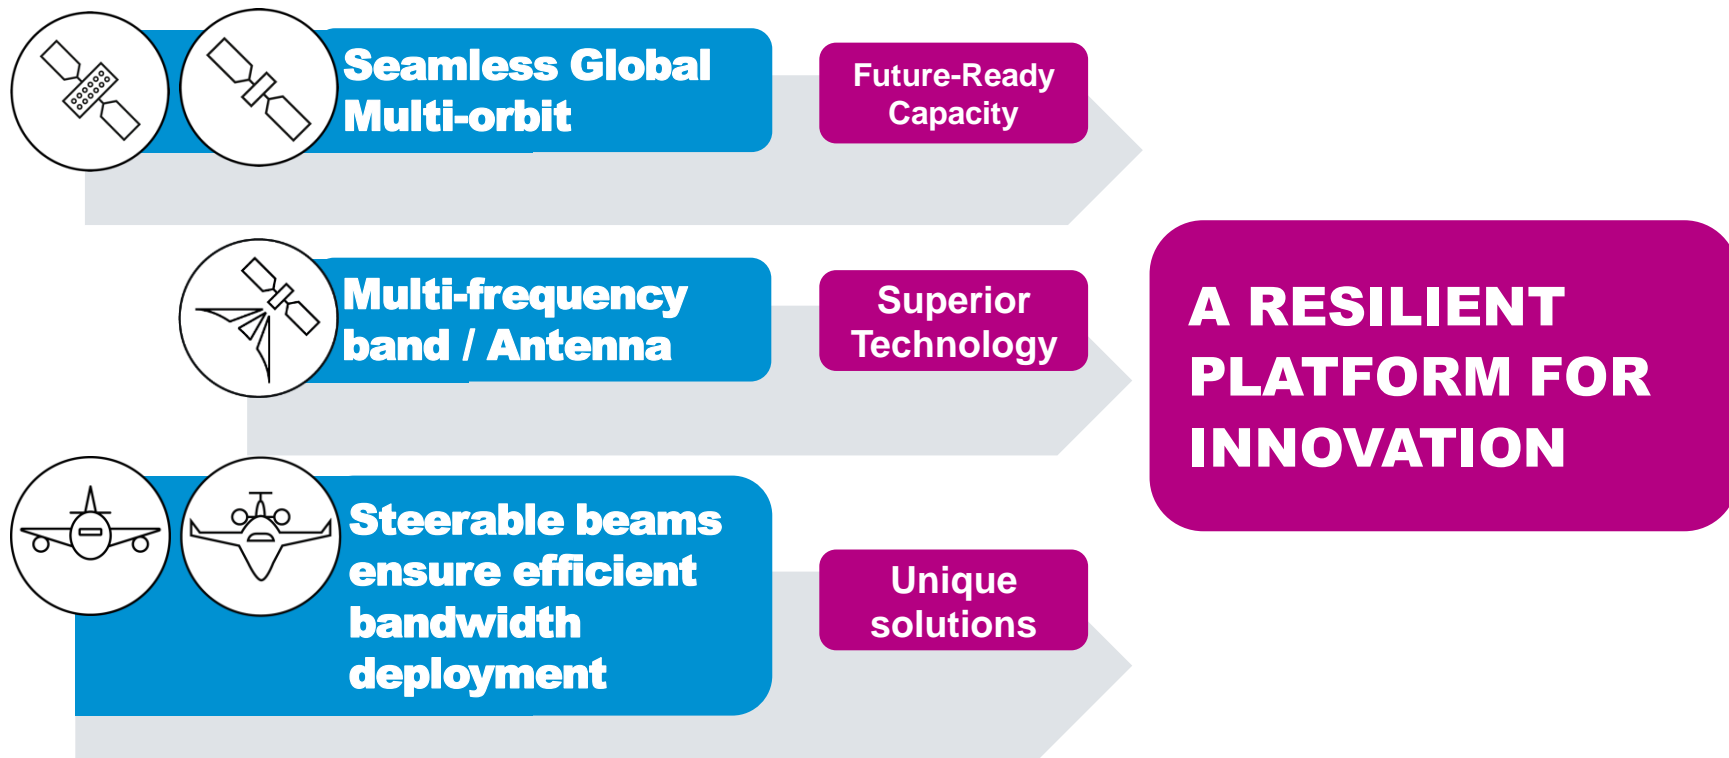 Seamless Global
Multi-orbit
Future-Ready
Capacity
Multi-frequency
band / Antenna
Superior
Technology
Steerable beams
ensure efficient
bandwidth
deployment
Unique
solutions
A RESILIENT
PLATFORM FOR
INNOVATION